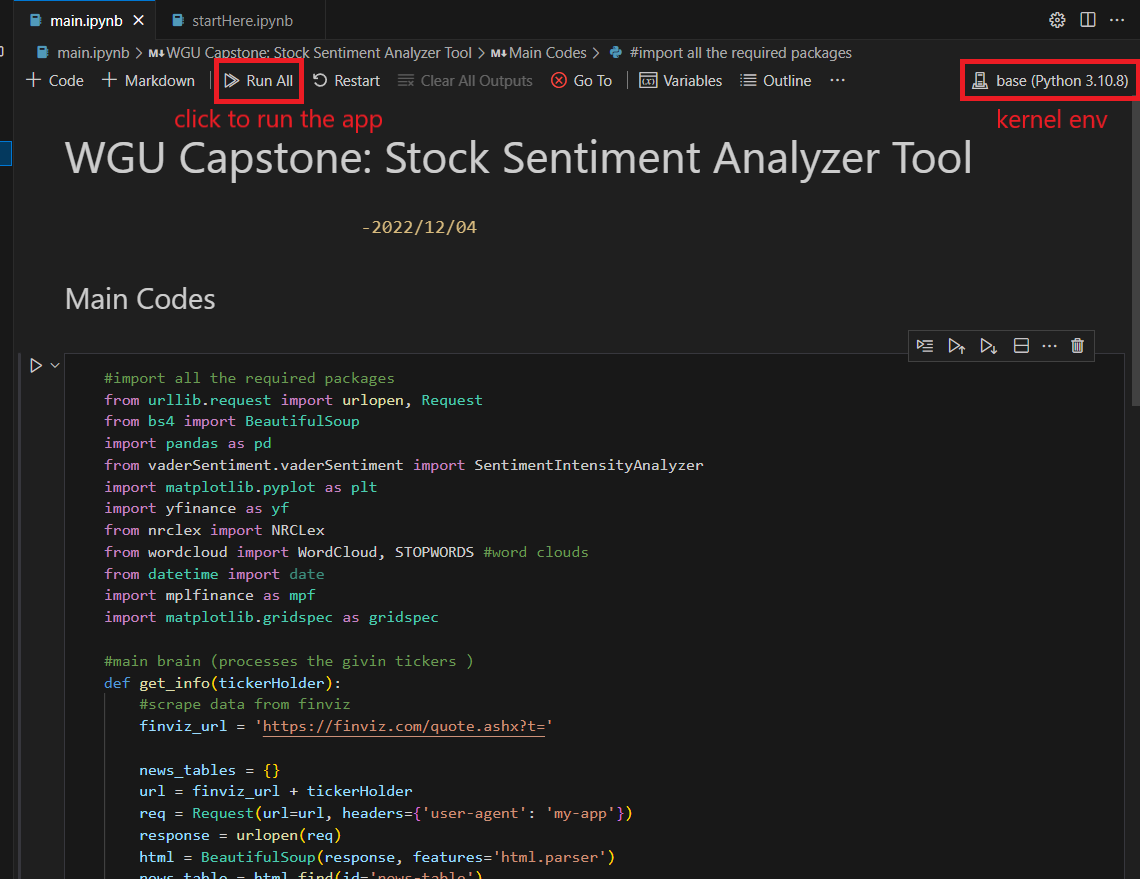 main.ipynb startHere.ipynb
main.ipynb > M↓WGU Capstone: Stock Sentiment Analyzer Tool > M↓Main Codes > #import all the required packages
+ Code + Markdown Run All Restart Clear All Outputs Go To Variables Outline ··· base (Python 3.10.8)
click to run the app kernel env
WGU Capstone: Stock Sentiment Analyzer Tool
-2022/12/04
Main Codes
#import all the required packages
from urllib.request import urlopen, Request
from bs4 import BeautifulSoup
import pandas as pd
from vaderSentiment.vaderSentiment import SentimentIntensityAnalyzer
import matplotlib.pyplot as plt
import yfinance as yf
from nrclex import NRCLex
from wordcloud import WordCloud, STOPWORDS #word clouds
from datetime import date
import mplfinance as mpf
import matplotlib.gridspec as gridspec
#main brain (processes the givin tickers )
def get_info(tickerHolder):
#scrape data from finviz
finviz_url = 'https://finviz.com/quote.ashx?t='
news_tables = {}
url = finviz_url + tickerHolder
req = Request(url=url, headers={'user-agent': 'my-app'})
response = urlopen(req)
html = BeautifulSoup(response, features='html.parser')
news_table = html.find(id='news-table')